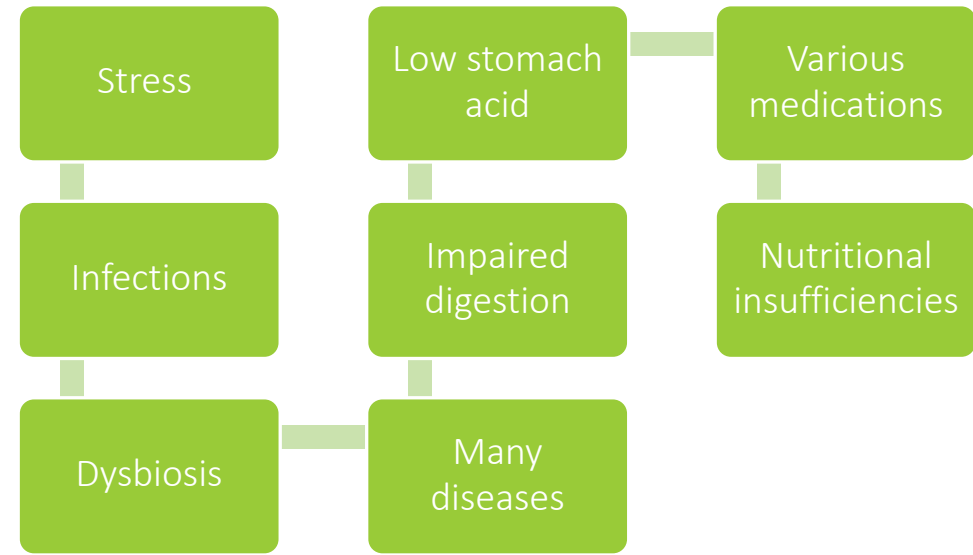 Stress
Infections
Dysbiosis
Many
diseases
Impaired
digestion
Low stomach
acid
Various
medications
Nutritional
insufficiencies